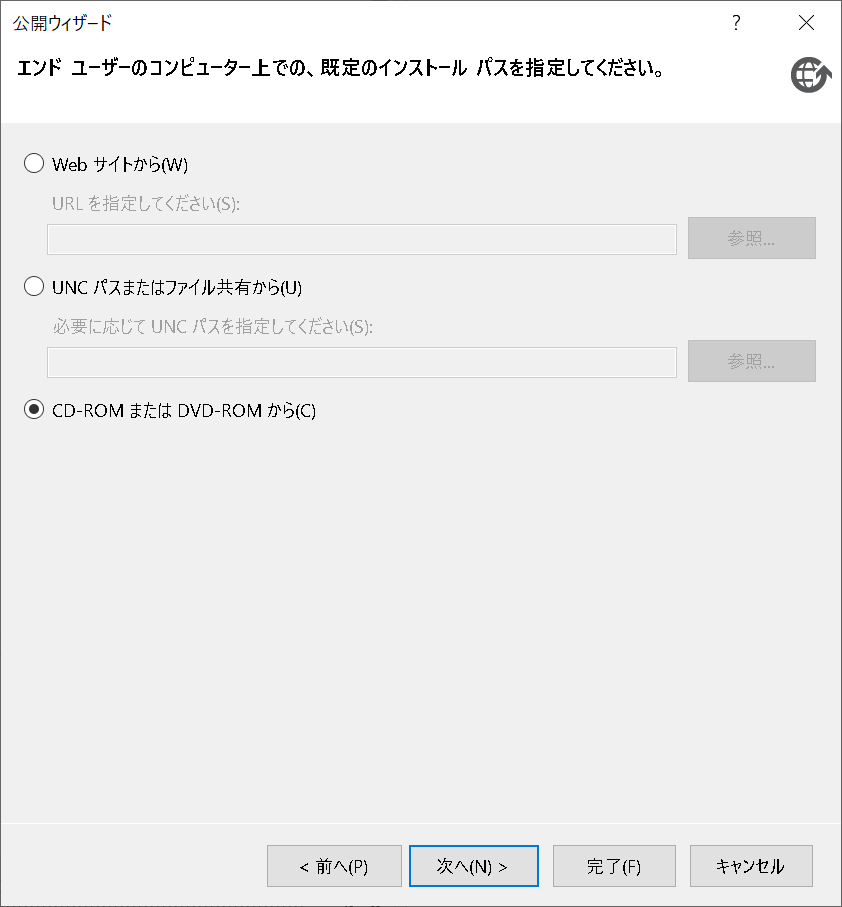 公開ウィザード
?
エンド ユーザーのコンピューター上での、既定のインストール パスを指定してください。
Web サイトから(W)
URL を指定してください(S):
参照...
UNC パスまたはファイル共有から(U)
必要に応じて UNC パスを指定してください(S):
参照...
CD-ROM または DVD-ROM から(C)
< 前へ(P)
次へ(N) >
完了(F)
キャンセル